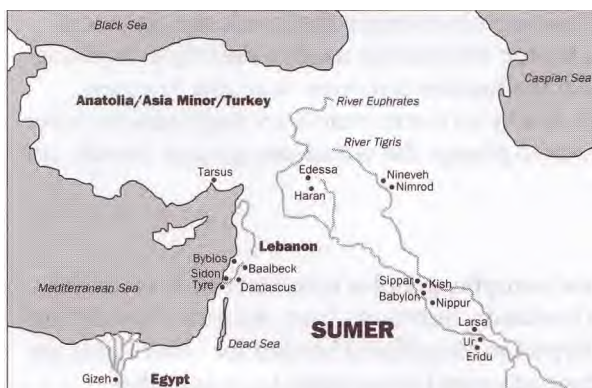 Black Sea
Caspian Sea
Anatolia/Asia Minor/Turkey
River Euphrates
River Tigris
Tarsus
Edessa
Nineveh
Nimrod
Haran
Lebanon
Byblos
Baalbeck
Sidon
Tyre
Damascus
Mediterranean Sea
Sippar
Kish
Babylon
Nippur
SUMER
Larsa
Ur
Eridu
Dead Sea
Gizeh
Egypt